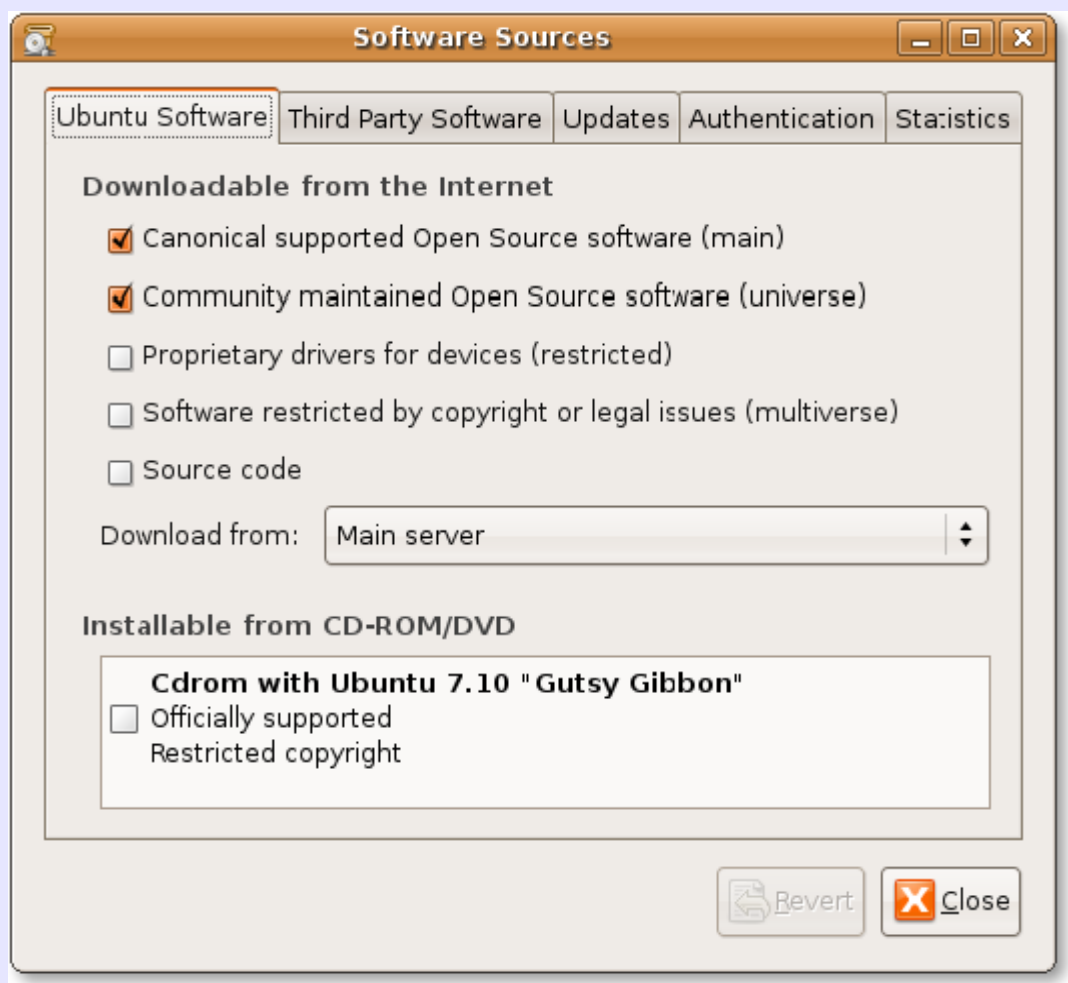 Software Sources
Ubuntu Software Third Party Software Updates Authentication Statistics
Downloadable from the Internet
Canonical supported Open Source software (main)
Community maintained Open Source software (universe)
Proprietary drivers for devices (restricted)
Software restricted by copyright or legal issues (multiverse)
Source code
Download from: Main server
Installable from CD-ROM/DVD
Cdrom with Ubuntu 7.10 "Gutsy Gibbon"
Officially supported
Restricted copyright
Revert Close